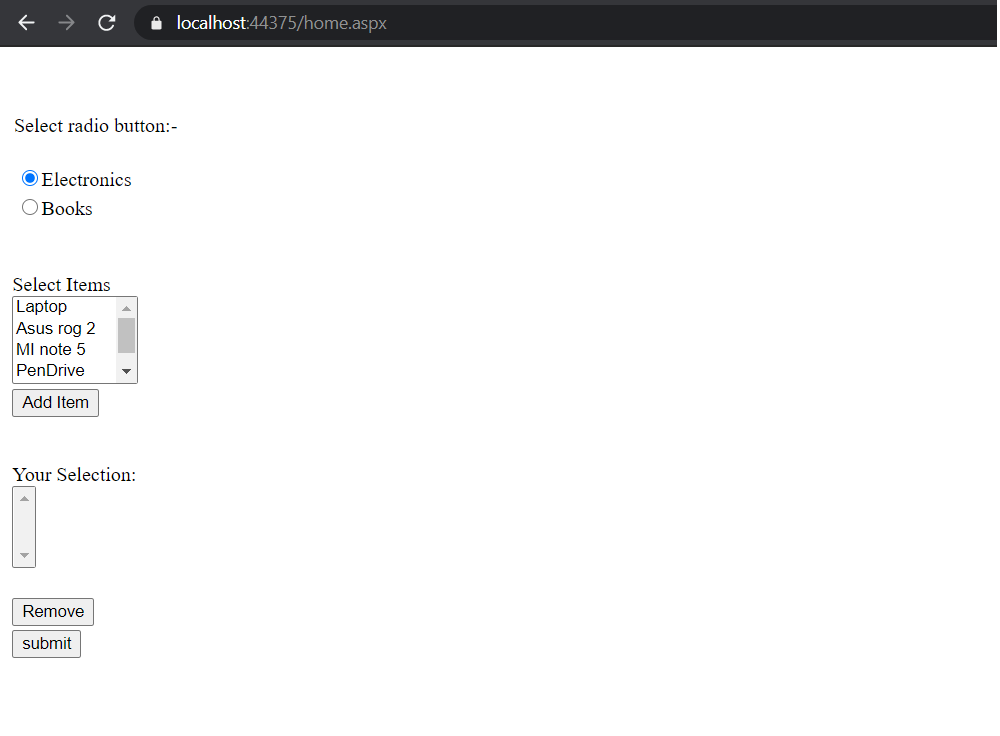 localhost:44375/home.aspx
Select radio button:-
Electronics
Books
Select Items
Laptop
Asus rog 2
MI note 5
PenDrive
Add Item
Your Selection:
Remove
submit